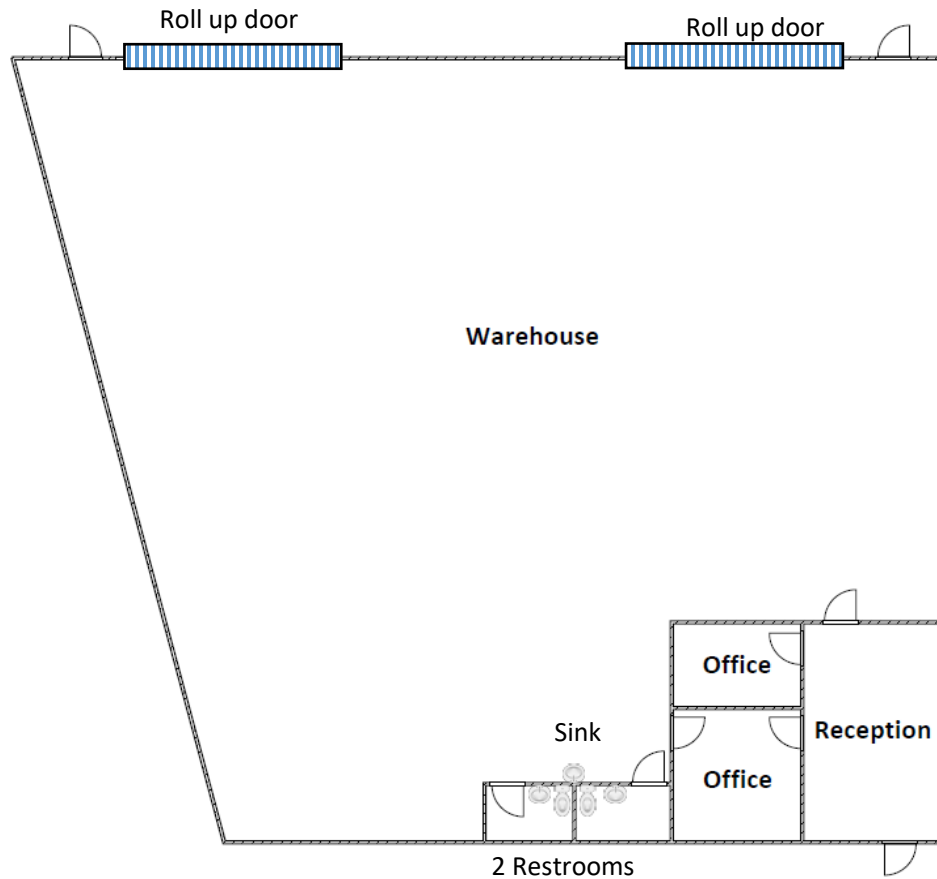 Roll up door
Roll up door
Warehouse
Office
Reception
Sink
Office
2 Restrooms